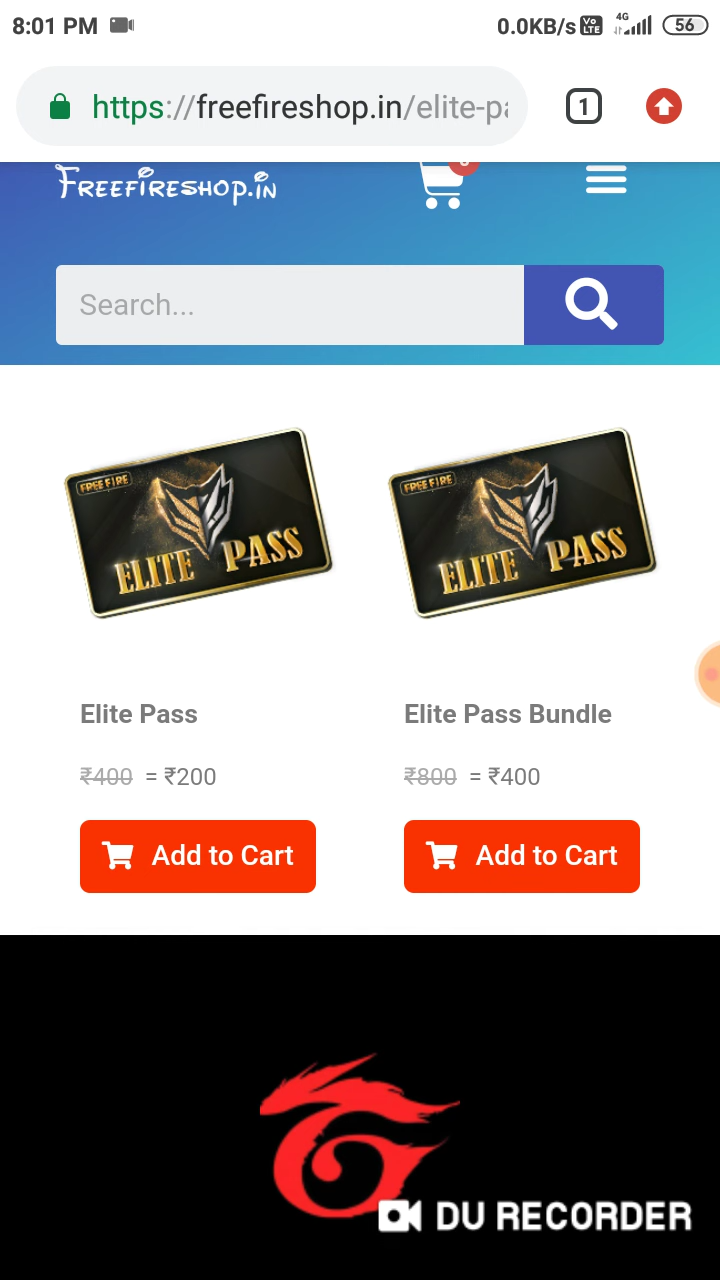 8:01 PM 0.0KB/s Vo LTE 4G 56
https://freefireshop.in/elite-pa 1
Freefireshop.in
Search...
FREE FIRE FREE FIRE
ELITE PASS ELITE PASS
Elite Pass Elite Pass Bundle
₹400 = ₹200 ₹800 = ₹400
Add to Cart Add to Cart
DU RECORDER